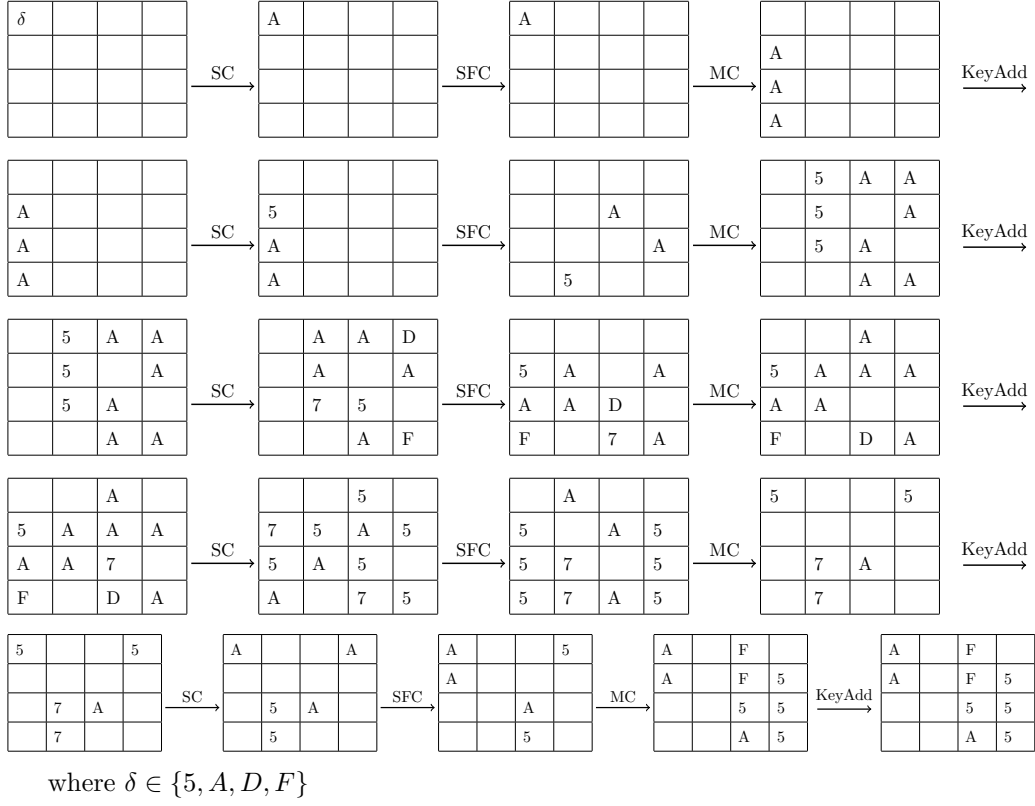 δ A A
SC SFC MC KeyAdd
A
A
A
5 A A
A 5 A 5 A
A A A 5 A
A A 5 A A
SC SFC MC KeyAdd
5 A A A A D A
5 A A A 5 A A 5 A A A
5 A 7 5 A A D A A
A A A F F 7 A F D A
SC SFC MC KeyAdd
A 5 A 5 5
5 A A A 7 5 A 5 5 A 5
A A 7 5 A 5 5 7 5 7 A
F D A A 7 5 5 7 A 5 7
SC SFC MC KeyAdd
5 5 A A A 5 A F A F
A A F 5 A F 5
7 A 5 A A 5 5 5 5
7 5 5 A 5 A 5
SC SFC MC KeyAdd
where δ ∈ {5, A, D, F}